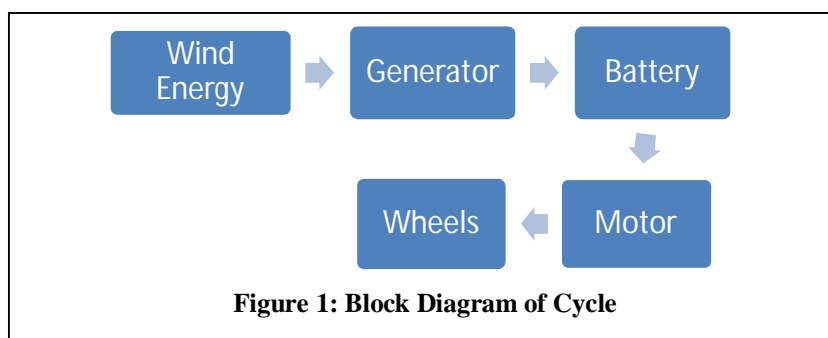 Wind
Energy
Generator
Battery
Wheels
Motor
Figure 1: Block Diagram of Cycle